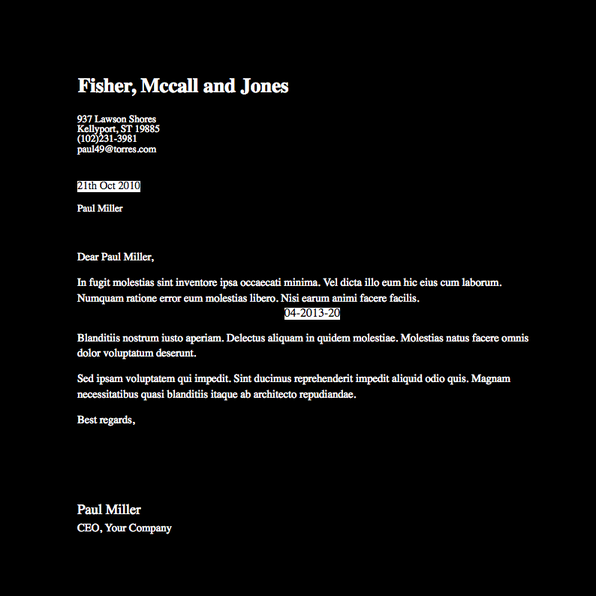 Fisher, Mccall and Jones
937 Lawson Shores
Kellyport, ST 19885
(102)231-3981
paul49@torres.com
21th Oct 2010
Paul Miller
Dear Paul Miller,
In fugit molestias sint inventore ipsa occaecati minima. Vel dicta illo eum hic eius cum laborum.
Numquam ratione error eum molestias libero. Nisi earum animi facere facilis.
04-2013-20
Blanditiis nostrum iusto aperiam. Delectus aliquam in quidem molestiae. Molestias natus facere omnis
dolor voluptatum deserunt.
Sed ipsam voluptatem qui impedit. Sint ducimus reprehenderit impedit aliquid odio quis. Magnam
necessitatibus quasi blanditiis itaque ab architecto repudiandae.
Best regards,
Paul Miller
CEO, Your Company